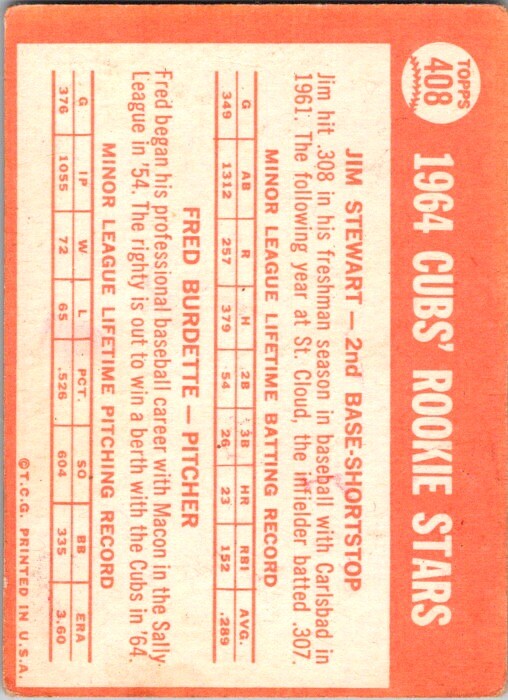 TOPPS
408
1964 CUBS' ROOKIE STARS
JIM STEWART — 2nd BASE-SHORTSTOP
Jim hit .308 in his freshman season in baseball with Carlsbad in
1961. The following year at St. Cloud, the infielder batted .307.
MINOR LEAGUE LIFETIME BATTING RECORD
G AB R H 2B 3B HR RBI AVG.
349 1312 257 379 54 26 23 152 .289
FRED BURDETTE — PITCHER
Fred began his professional baseball career with Macon in the Sally
League in '54. The righty is out to win a berth with the Cubs in '64.
MINOR LEAGUE LIFETIME PITCHING RECORD
G IP W L PCT. SO BB ERA
376 1055 72 65 .526 604 335 3.60
©T.C.G. PRINTED IN U.S.A.